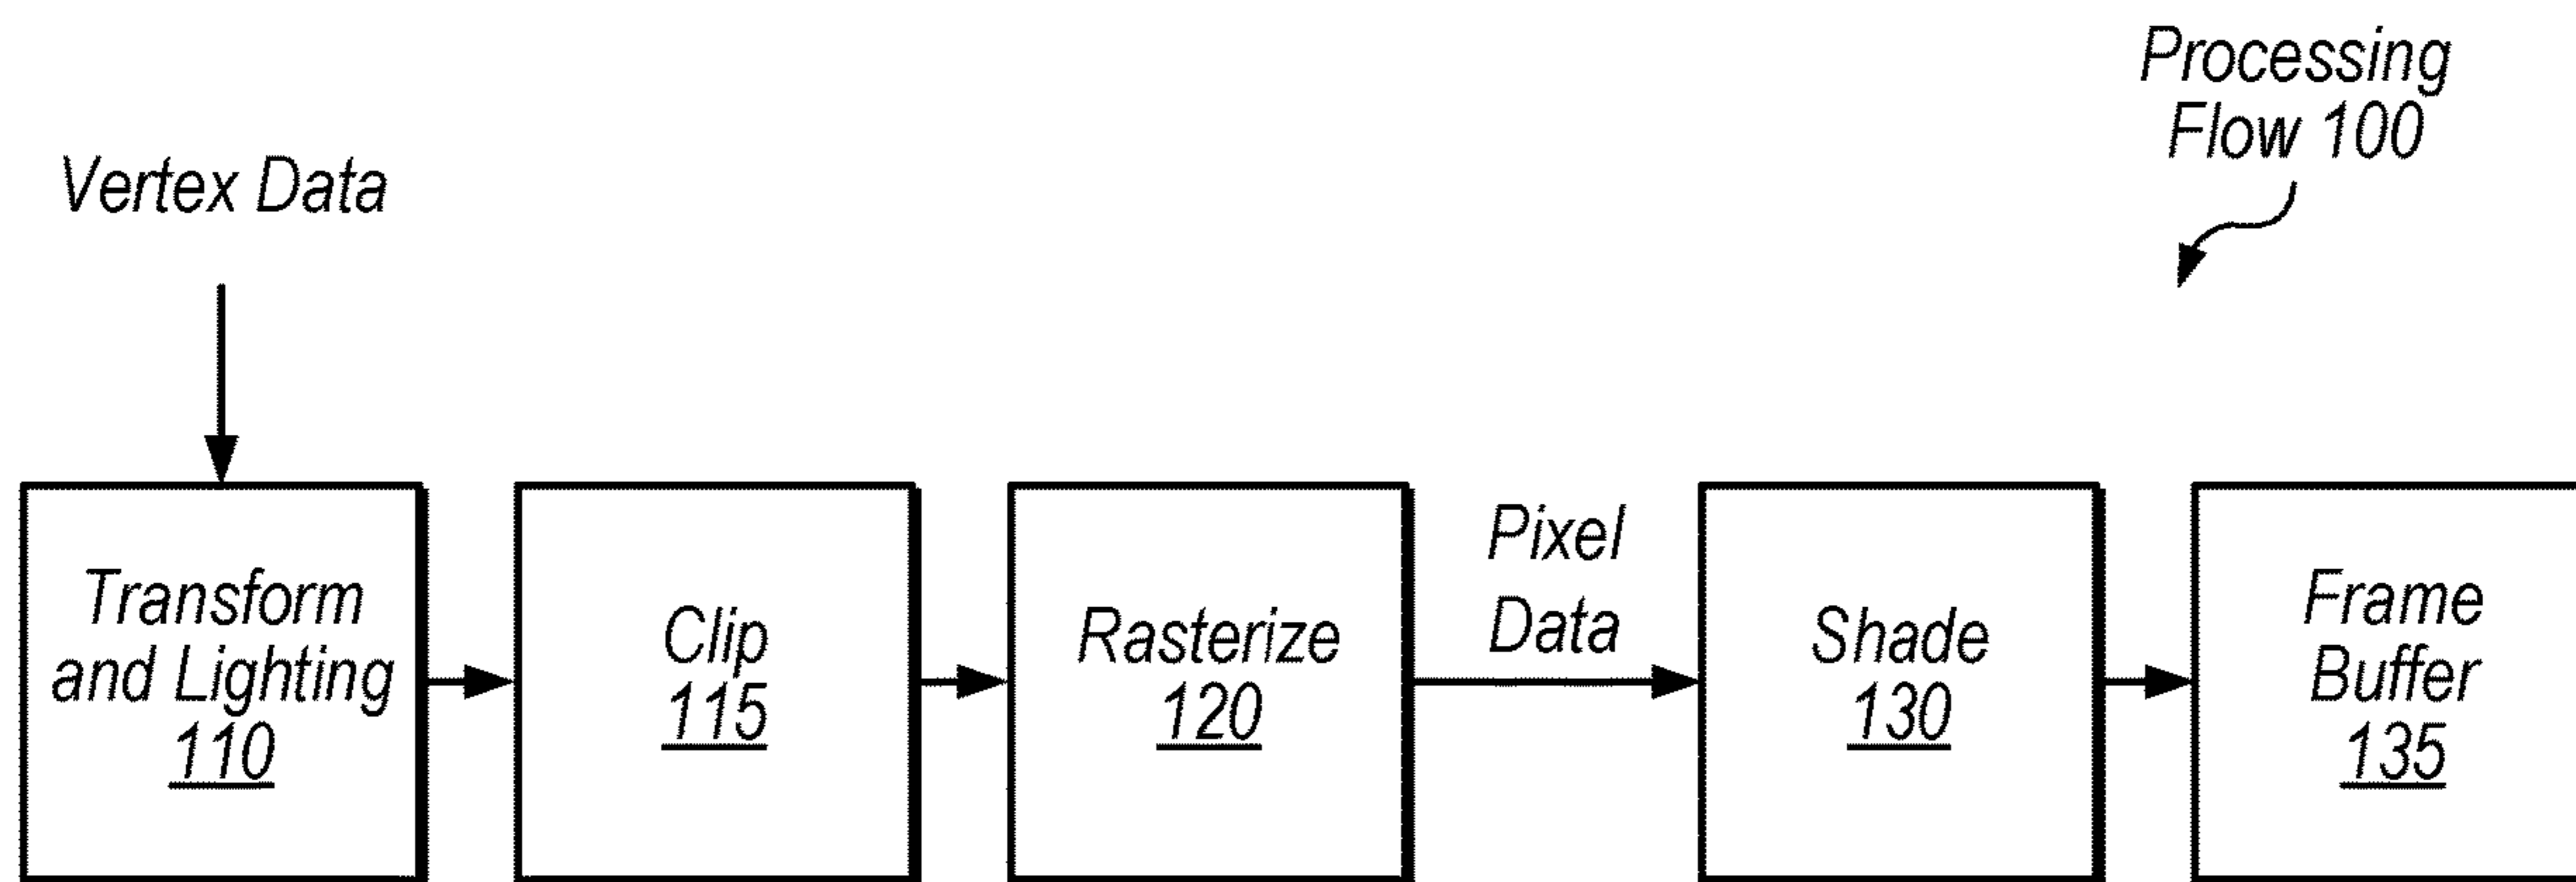 Processing
Flow 100
Vertex Data
Transform
and Lighting
110
Clip
115
Rasterize
120
Pixel
Data
Shade
130
Frame
Buffer
135